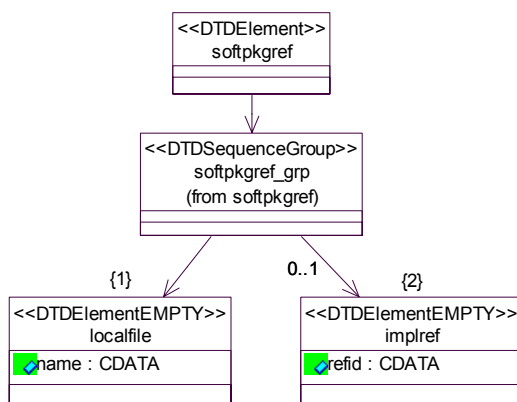 <<DTDElement>>
softpkgref
<<DTDSequenceGroup>>
softpkgref_grp
(from softpkgref)
{1}
0..1
{2}
<<DTDElementEMPTY>>
localfile
name : CDATA
<<DTDElementEMPTY>>
implref
refid : CDATA